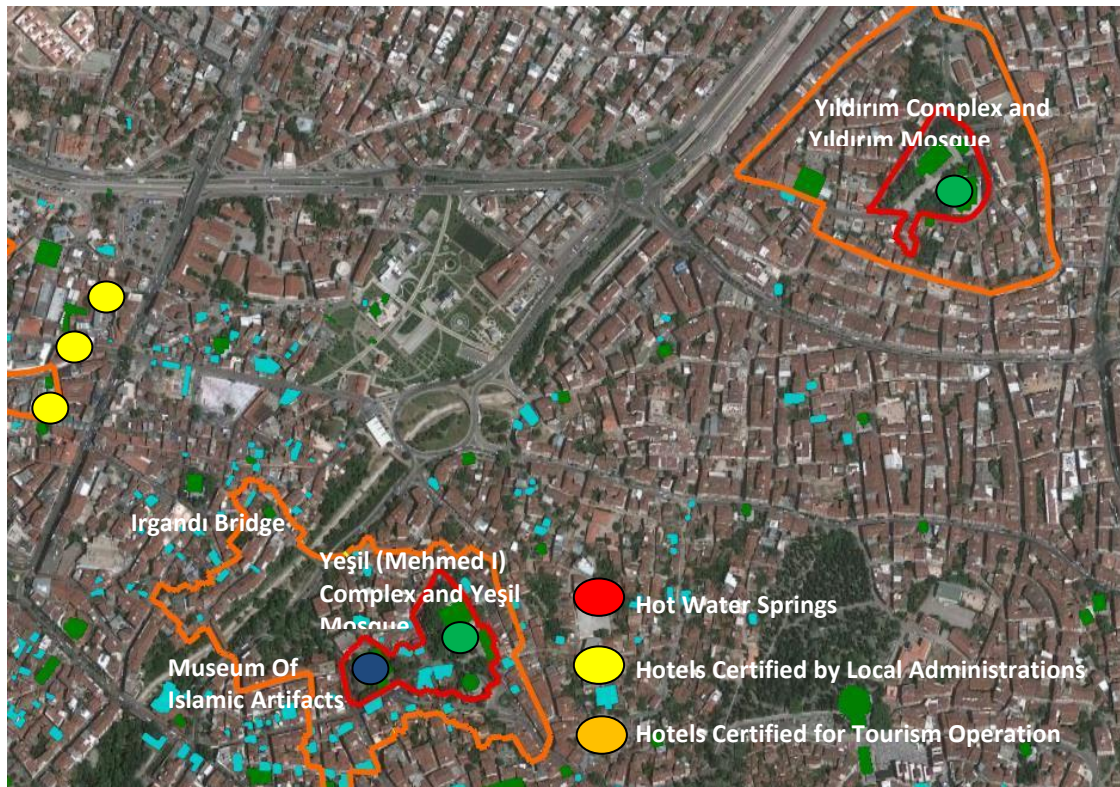 Yıldırım Complex and
Yıldırım Mosque
Irgandı Bridge
Yeşil (Mehmed I)
Complex and Yeşil
Mosque
Museum Of
Islamic Artifacts
Hot Water Springs
Hotels Certified by Local Administrations
Hotels Certified for Tourism Operation